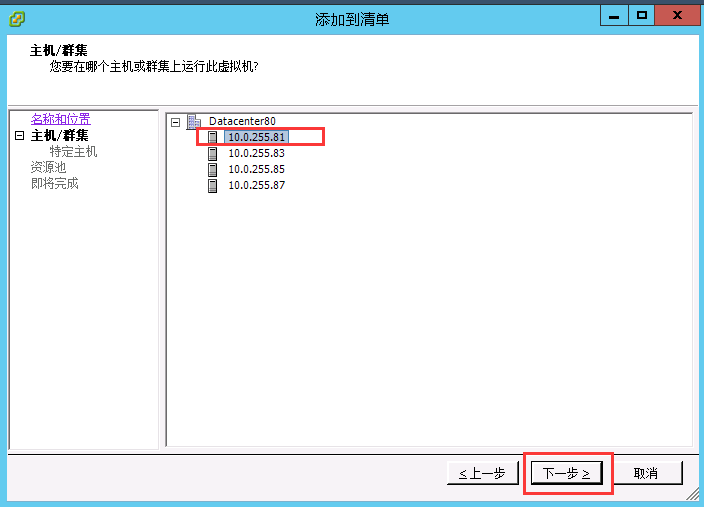 添加到清单
主机/群集
您要在哪个主机或群集上运行此虚拟机?
名称和位置
主机/群集
特定主机
资源池
即将完成
Datacenter80
10.0.255.81
10.0.255.83
10.0.255.85
10.0.255.87
< 上一步 下一步 > 取消